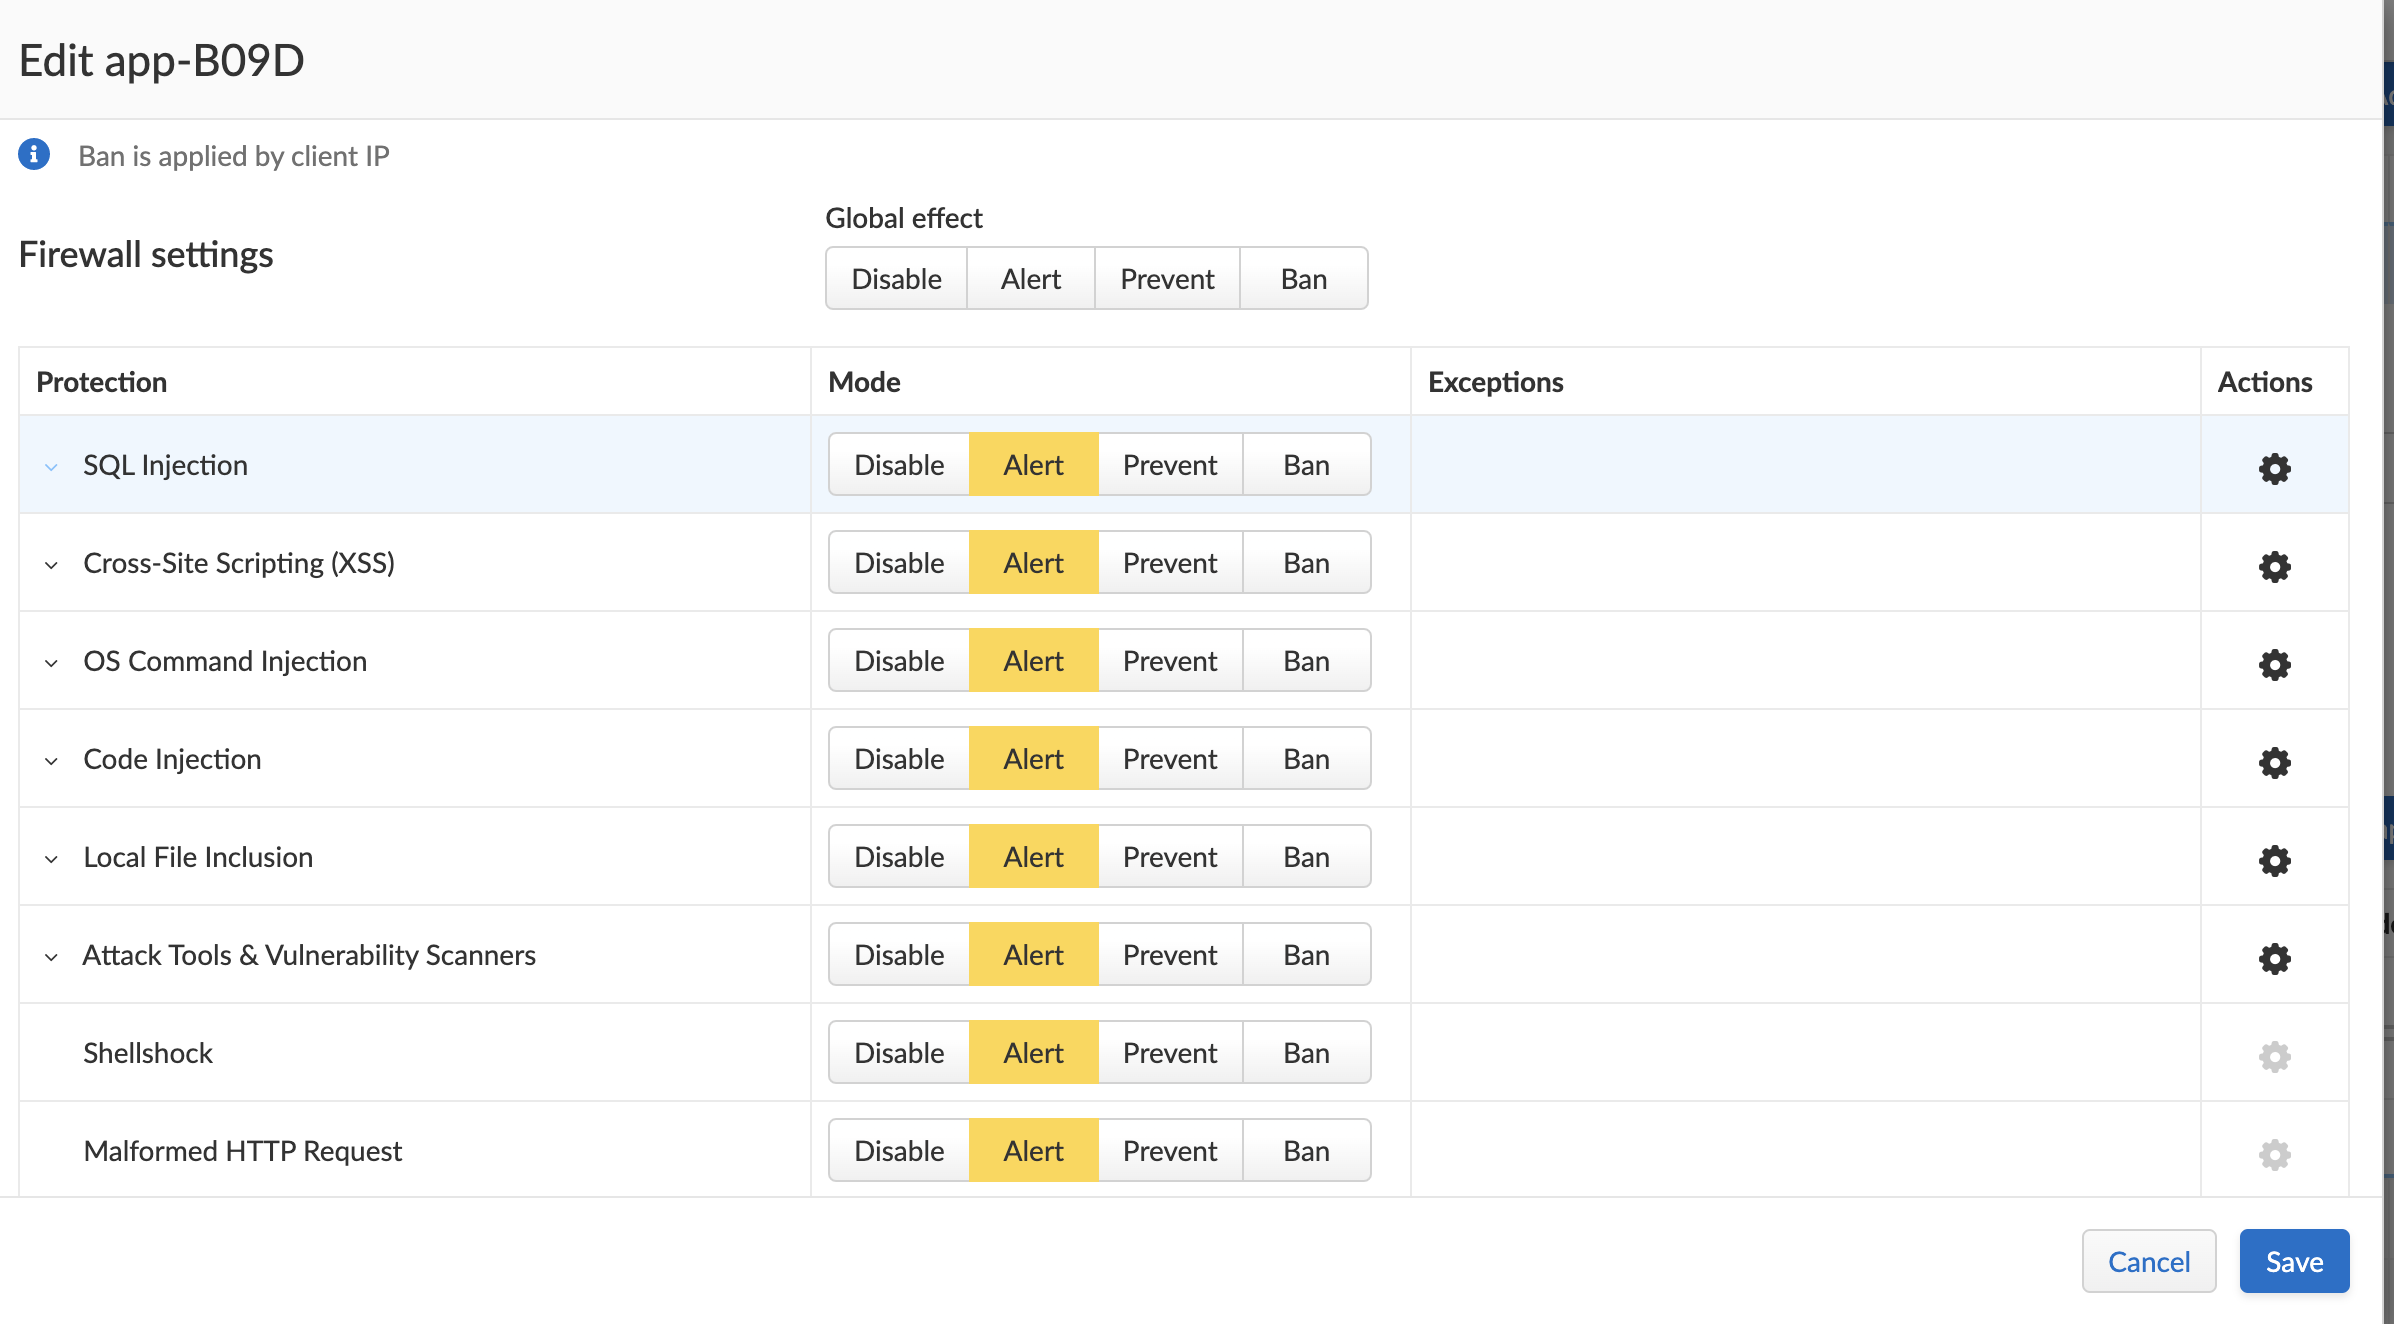 Edit app-B09D
Ban is applied by client IP
Global effect
Firewall settings
Disable Alert Prevent Ban
Protection Mode Exceptions Actions
SQL Injection Disable Alert Prevent Ban
Cross-Site Scripting (XSS) Disable Alert Prevent Ban
OS Command Injection Disable Alert Prevent Ban
Code Injection Disable Alert Prevent Ban
Local File Inclusion Disable Alert Prevent Ban
Attack Tools & Vulnerability Scanners Disable Alert Prevent Ban
Shellshock Disable Alert Prevent Ban
Malformed HTTP Request Disable Alert Prevent Ban
Cancel Save